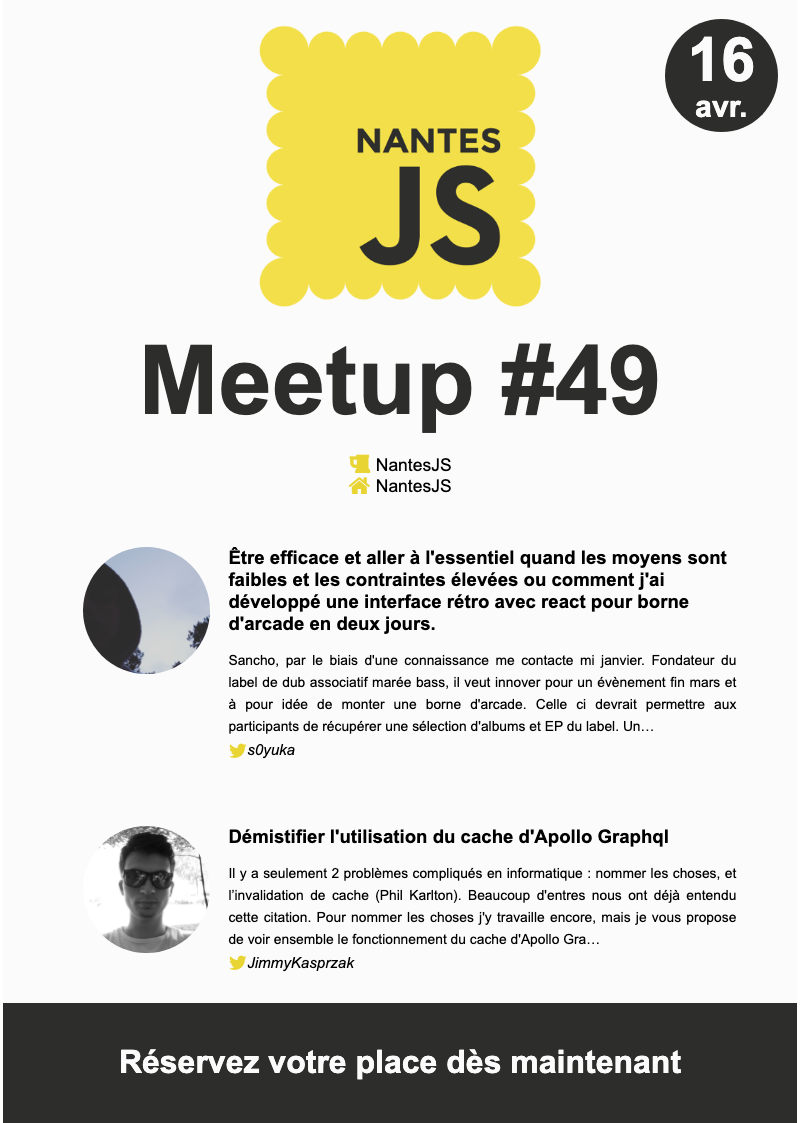 16
avr.
NANTES
JS
Meetup #49
NantesJS
NantesJS
Être efficace et aller à l'essentiel quand les moyens sont
faibles et les contraintes élevées ou comment j'ai
développé une interface rétro avec react pour borne
d'arcade en deux jours.
Sancho, par le biais d'une connaissance me contacte mi janvier. Fondateur du
label de dub associatif marée bass, il veut innover pour un évènement fin mars et
à pour idée de monter une borne d'arcade. Celle ci devrait permettre aux
participants de récupérer une sélection d'albums et EP du label. Un…
s0yuka
Démistifier l'utilisation du cache d'Apollo Graphql
Il y a seulement 2 problèmes compliqués en informatique : nommer les choses, et
l’invalidation de cache (Phil Karlton). Beaucoup d'entres nous ont déjà entendu
cette citation. Pour nommer les choses j'y travaille encore, mais je vous propose
de voir ensemble le fonctionnement du cache d'Apollo Gra…
JimmyKasprzak
Réservez votre place dès maintenant